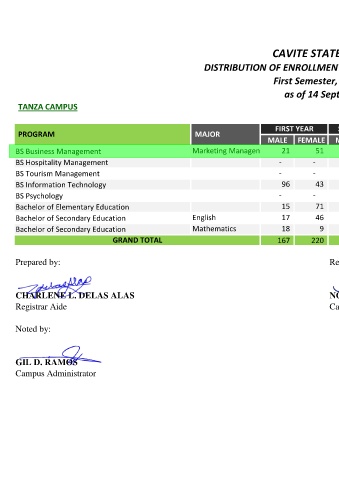 CAVITE STATE
DISTRIBUTION OF ENROLLMEN
First Semester,
as of 14 Sept
TANZA CAMPUS
PROGRAM MAJOR FIRST YEAR
MALE FEMALE
BS Business Management Marketing Managen 21 51
BS Hospitality Management - -
BS Tourism Management - -
BS Information Technology 96 43
BS Psychology - -
Bachelor of Elementary Education 15 71
Bachelor of Secondary Education English 17 46
Bachelor of Secondary Education Mathematics 18 9
GRAND TOTAL 167 220
Prepared by: Re
CHARLENE L. DELAS ALAS NO
Registrar Aide Ca
Noted by:
GIL D. RAMOS
Campus Administrator